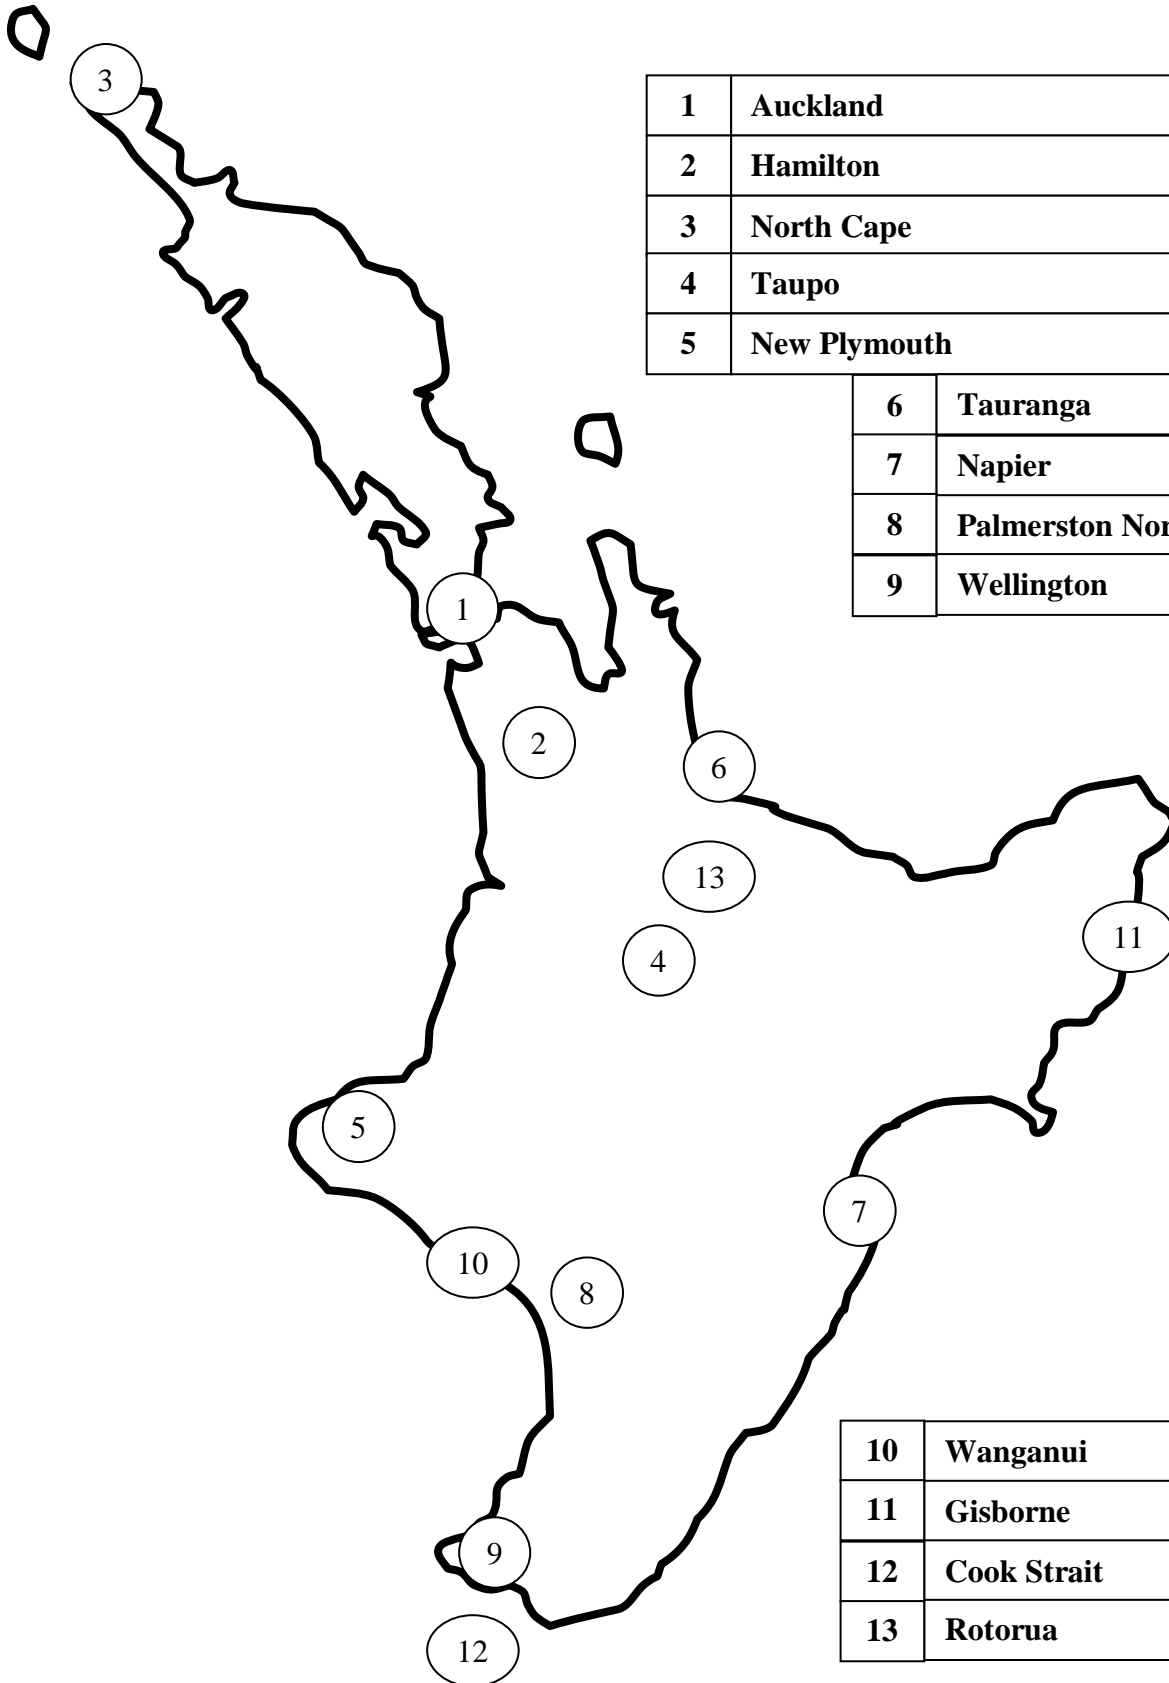 3
1 Auckland
2 Hamilton
3 North Cape
4 Taupo
5 New Plymouth
6 Tauranga
7 Napier
8 Palmerston Nor
9 Wellington
1
2
6
13
4
11
5
7
10
8
9
12
10 Wanganui
11 Gisborne
12 Cook Strait
13 Rotorua